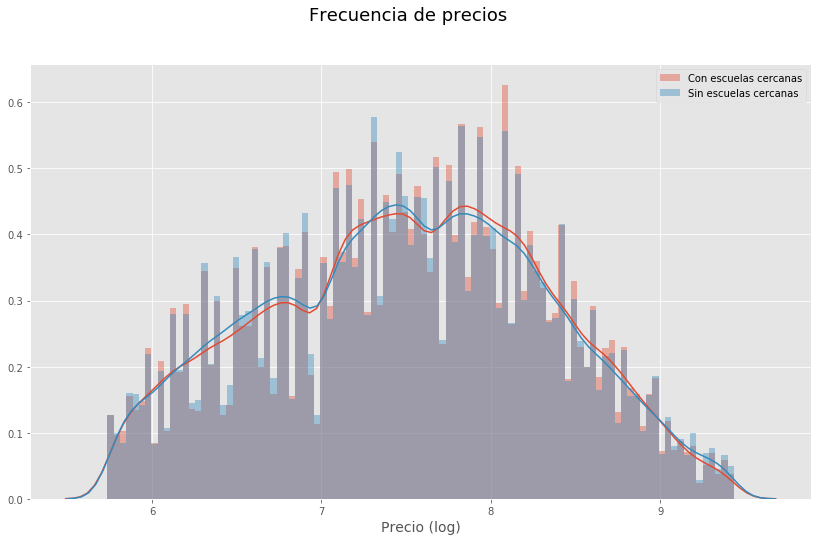 Frecuencia de precios
Con escuelas cercanas
Sin escuelas cercanas
0.6
0.5
0.4
0.3
0.2
0.1
0.0
6 7 8 9
Precio (log)